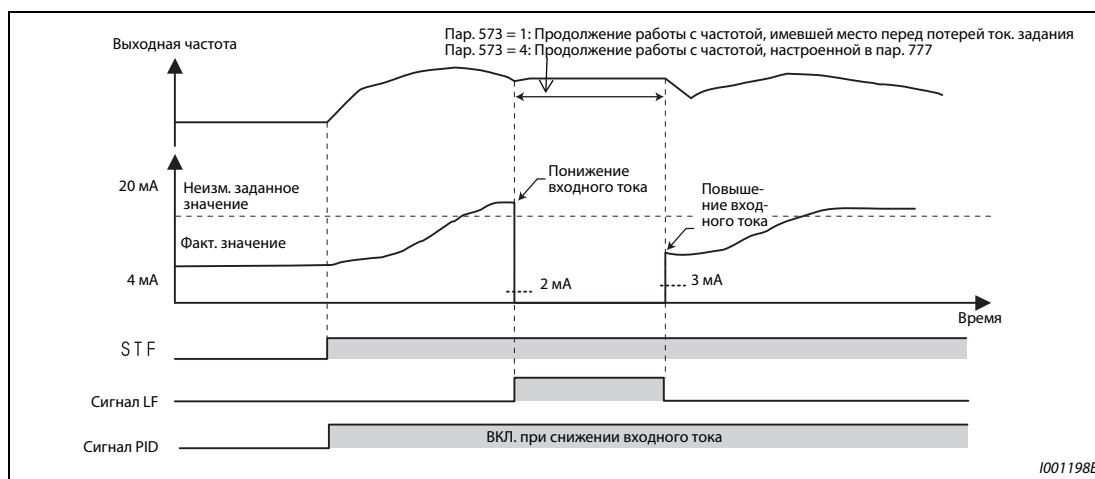 Пар. 573 = 1: Продолжение работы с частотой, имевшей место перед потерей ток. задания
Пар. 573 = 4: Продолжение работы с частотой, настроенной в пар. 777
Выходная частота
20 мА
Неизм. заданное
значение
Понижение
входного тока
Повыше-
ние вход-
ного тока
Факт. значение
4 мА
2 мА
3 мА
Время
STF
Сигнал LF
Сигнал PID
ВКЛ. при снижении входного тока
I001198E